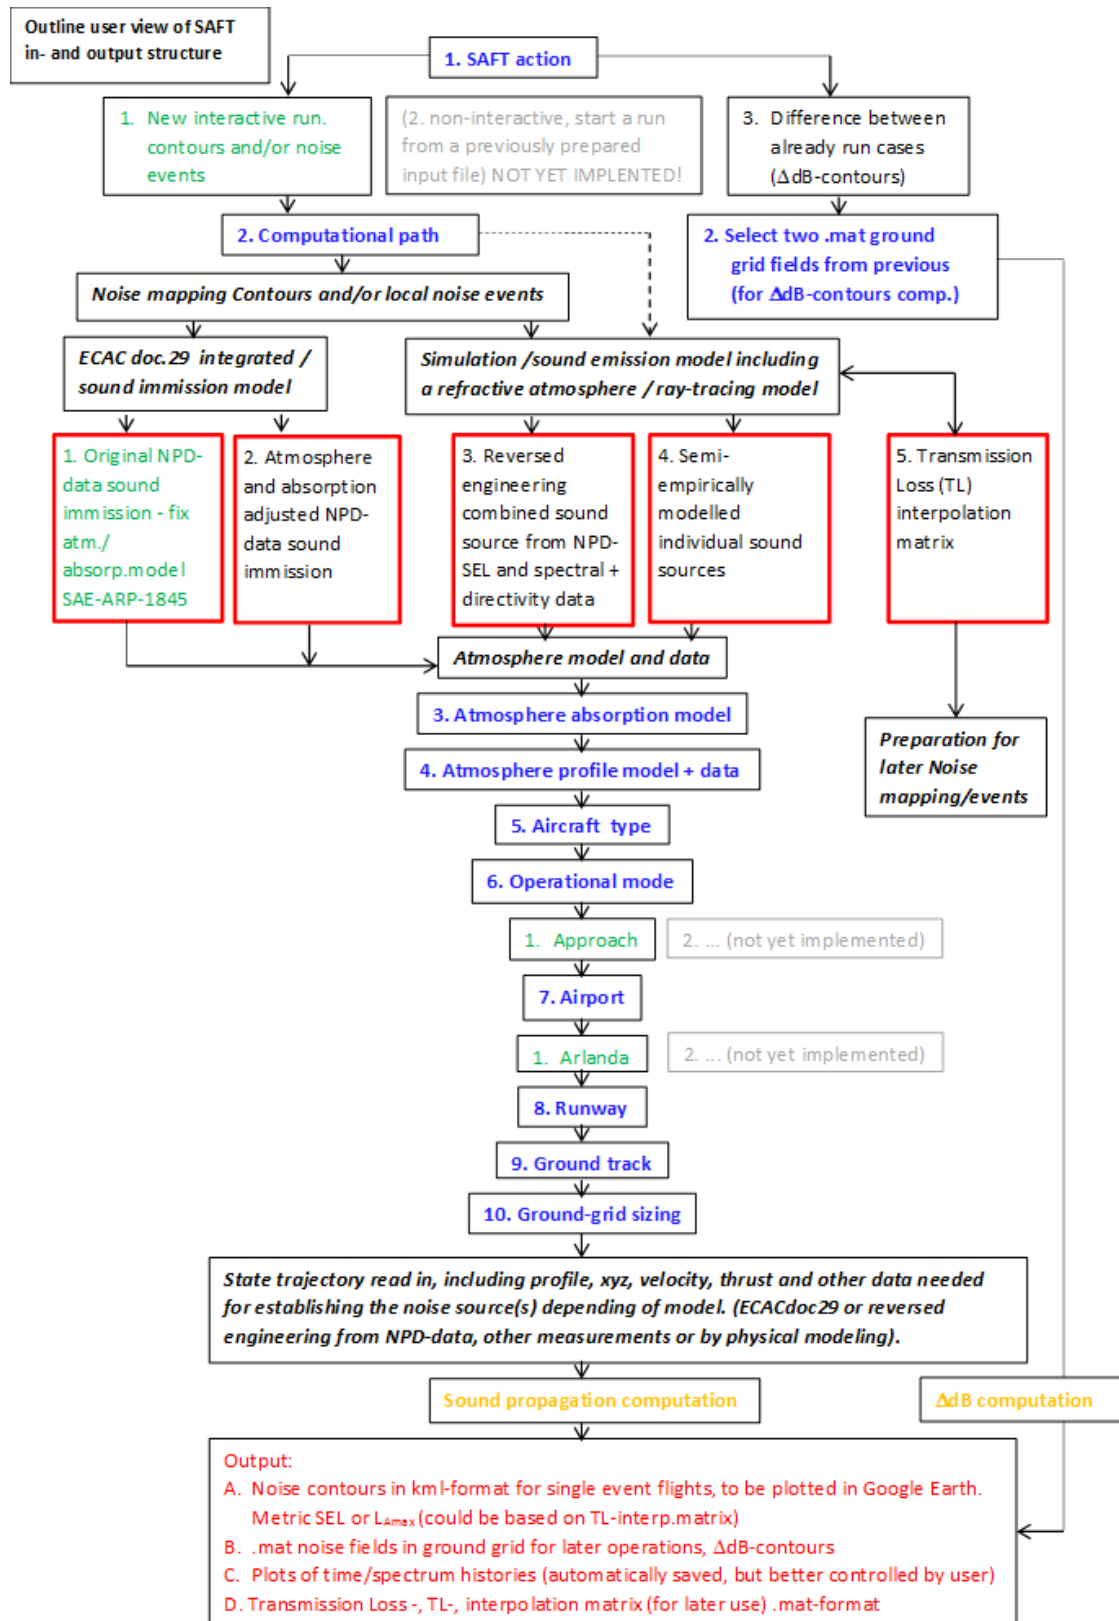 Outline user view of SAFT
in- and output structure
1. SAFT action
1. New interactive run.
contours and/or noise
events
(2. non-interactive, start a run
from a previously prepared
input file) NOT YET IMPLENTED!
3. Difference between
already run cases
(ΔdB-contours)
2. Computational path
2. Select two .mat ground
grid fields from previous
(for ΔdB-contours comp.)
Noise mapping Contours and/or local noise events
ECAC doc.29 integrated /
sound immission model
Simulation /sound emission model including
a refractive atmosphere / ray-tracing model
1. Original NPD-
data sound
immission - fix
atm./
absorp.model
SAE-ARP-1845
2. Atmosphere
and absorption
adjusted NPD-
data sound
immission
3. Reversed
engineering
combined sound
source from NPD-
SEL and spectral +
directivity data
4. Semi-
empirically
modelled
individual sound
sources
5. Transmission
Loss (TL)
interpolation
matrix
Atmosphere model and data
3. Atmosphere absorption model
4. Atmosphere profile model + data
Preparation for
later Noise
mapping/events
5. Aircraft type
6. Operational mode
1. Approach
2. ... (not yet implemented)
7. Airport
1. Arlanda
2. ... (not yet implemented)
8. Runway
9. Ground track
10. Ground-grid sizing
State trajectory read in, including profile, xyz, velocity, thrust and other data needed
for establishing the noise source(s) depending of model. (ECACdoc29 or reversed
engineering from NPD-data, other measurements or by physical modeling).
Sound propagation computation
ΔdB computation
Output:
A. Noise contours in kml-format for single event flights, to be plotted in Google Earth.
Metric SEL or LAmax (could be based on TL-interp.matrix)
B. .mat noise fields in ground grid for later operations, ΔdB-contours
C. Plots of time/spectrum histories (automatically saved, but better controlled by user)
D. Transmission Loss -, TL-, interpolation matrix (for later use) .mat-format